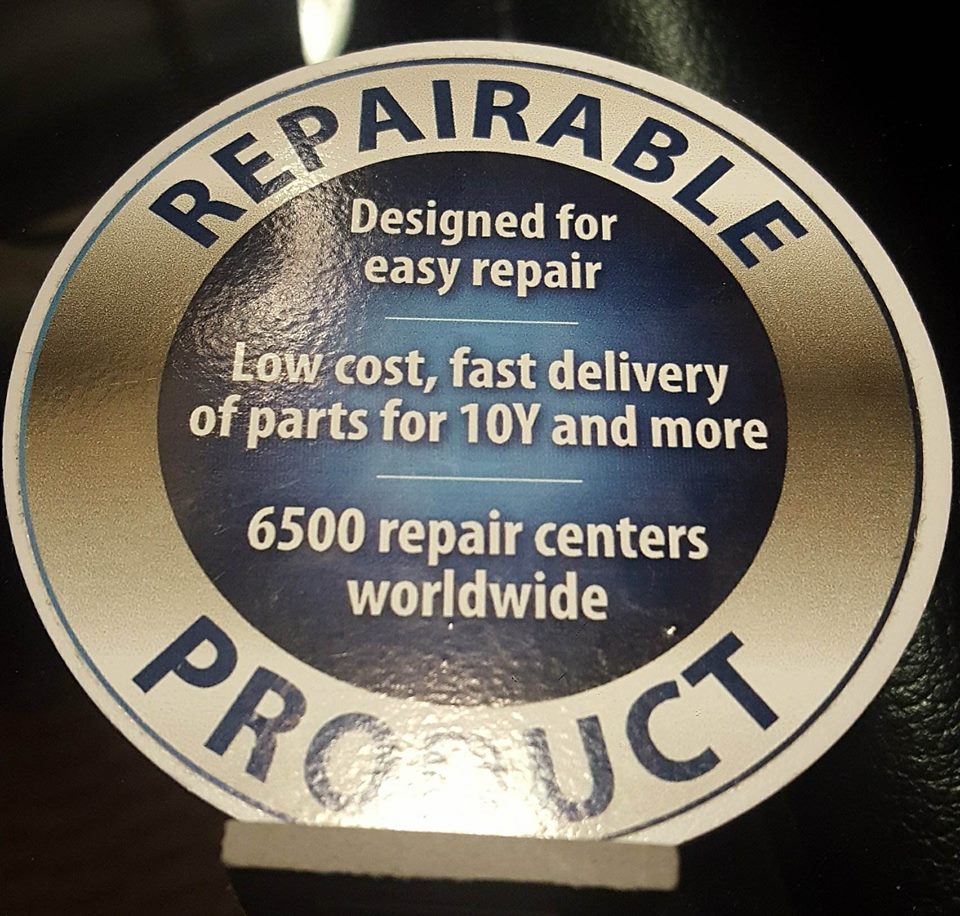 REPAIRABLE
Designed for
easy repair
Low cost, fast delivery
of parts for 10Y and more
6500 repair centers
worldwide
PRODUCT